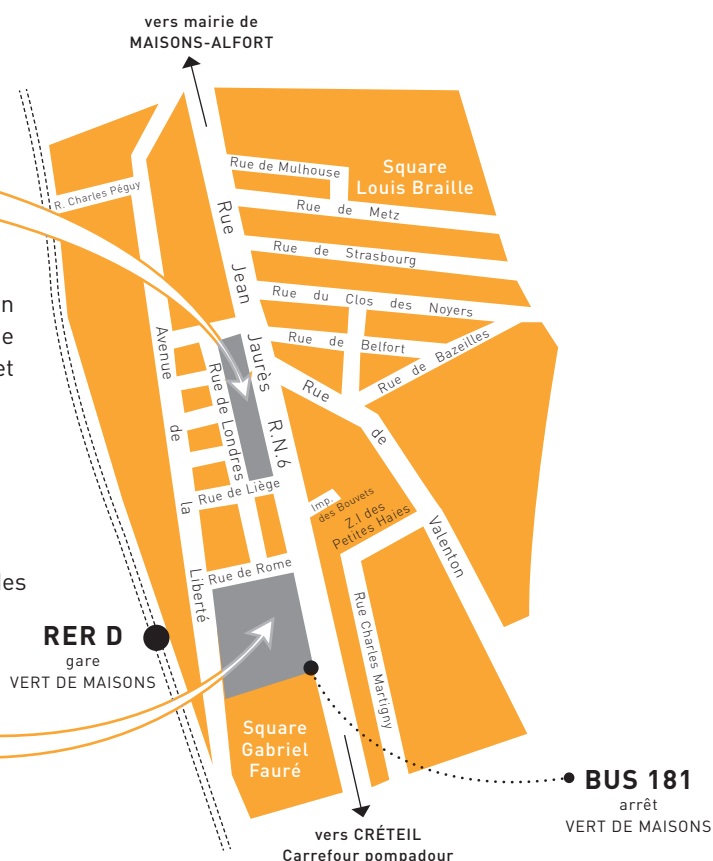 vers mairie de
MAISONS-ALFORT
Rue de Mulhouse
Square
Louis Braille
R. Charles Péguy
Rue de Metz
Rue Jean Jaurès R.N.6
Rue de Strasbourg
Rue du Clos des Noyers
n
e
et
Avenue de la Liberté
Rue de Belfort
Rue de Bazeilles
Rue de Londres
Rue de Valenton
Rue de Liège
Imp.
des Bouvets
Z.I des
Petites Haies
Rue de Rome
les
Rue Charles Martigny
RER D
gare
VERT DE MAISONS
Square
Gabriel
Fauré
BUS 181
arrêt
VERT DE MAISONS
vers CRÉTEIL
Carrefour pompadour